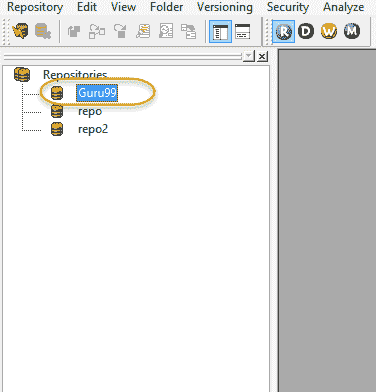 Repository Edit View Folder Versioning Security Analyze
R D W M
Repositories
Guru99
repo
repo2